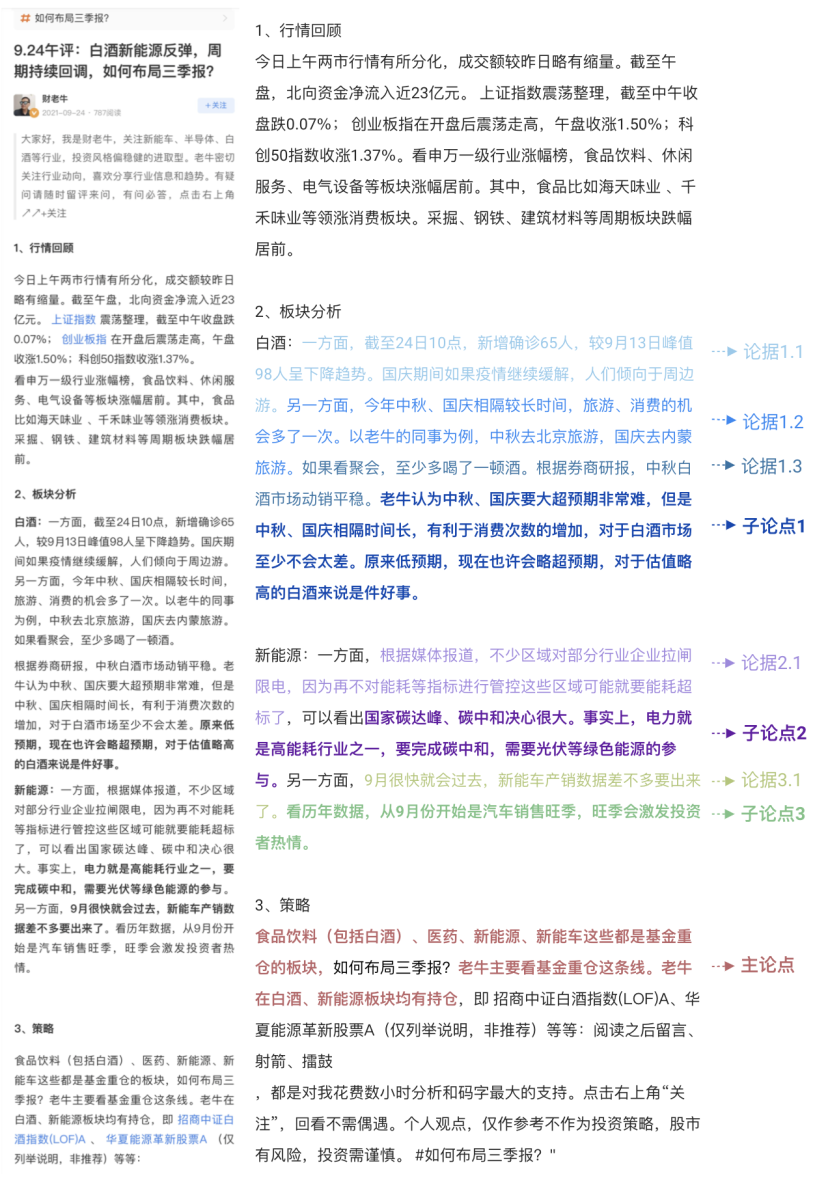 # 如何布局三季报?
9.24午评：白酒新能源反弹，周
期持续回调，如何布局三季报?
财老牛
2021-09-24 · 787阅读
+关注
大家好，我是财老牛，关注新能车、半导体、白
酒等行业，投资风格偏稳健的进取型。老牛密切
关注行业动向，喜欢分享行业信息和趋势。有疑
问请随时留评来问，有问必答，点击右上角
↗↗+关注
1、行情回顾
今日上午两市行情有所分化，成交额较昨日
略有缩量。截至午盘，北向资金净流入近23
亿元。 上证指数 震荡整理，截至中午收盘跌
0.07%； 创业板指 在开盘后震荡走高，午盘
收涨1.50%；科创50指数收涨1.37%。
看申万一级行业涨幅榜，食品饮料、休闲服
务、电气设备等板块涨幅居前。其中，食品
比如海天味业 、千禾味业等领涨消费板块。
采掘、钢铁、建筑材料等周期板块跌幅居
前。
2、板块分析
白酒：一方面，截至24日10点，新增确诊65
人，较9月13日峰值98人呈下降趋势。国庆期
间如果疫情继续缓解，人们倾向于周边游。
另一方面，今年中秋、国庆相隔较长时间，
旅游、消费的机会多了一次。以老牛的同事
为例，中秋去北京旅游，国庆去内蒙旅游。
如果看聚会，至少多喝了一顿酒。
根据券商研报，中秋白酒市场动销平稳。老
牛认为中秋、国庆要大超预期非常难，但是
中秋、国庆相隔时间长，有利于消费次数的
增加，对于白酒市场至少不会太差。原来低
预期，现在也许会略超预期，对于估值略高
的白酒来说是件好事。
新能源：一方面，根据媒体报道，不少区域
对部分行业企业拉闸限电，因为再不对能耗
等指标进行管控这些区域可能就要能耗超标
了，可以看出国家碳达峰、碳中和决心很
大。事实上，电力就是高能耗行业之一，要
完成碳中和，需要光伏等绿色能源的参与。
另一方面，9月很快就会过去，新能车产销数
据差不多要出来了。看历年数据，从9月份开
始是汽车销售旺季，旺季会激发投资者热
情。
3、策略
食品饮料（包括白酒）、医药、新能源、新
能车这些都是基金重仓的板块，如何布局三
季报？老牛主要看基金重仓这条线。老牛在
白酒、新能源板块均有持仓，即 招商中证白
酒指数(LOF)A 、 华夏能源革新股票A （仅
列举说明，非推荐）等等：
1、行情回顾
今日上午两市行情有所分化，成交额较昨日略有缩量。截至午
盘，北向资金净流入近23亿元。 上证指数震荡整理，截至中午收
盘跌0.07%； 创业板指在开盘后震荡走高，午盘收涨1.50%；科
创50指数收涨1.37%。看申万一级行业涨幅榜，食品饮料、休闲
服务、电气设备等板块涨幅居前。其中，食品比如海天味业 、千
禾味业等领涨消费板块。采掘、钢铁、建筑材料等周期板块跌幅
居前。
2、板块分析
白酒：一方面，截至24日10点，新增确诊65人，较9月13日峰值
98人呈下降趋势。国庆期间如果疫情继续缓解，人们倾向于周边
游。另一方面，今年中秋、国庆相隔较长时间，旅游、消费的机
会多了一次。以老牛的同事为例，中秋去北京旅游，国庆去内蒙
旅游。如果看聚会，至少多喝了一顿酒。根据券商研报，中秋白
酒市场动销平稳。老牛认为中秋、国庆要大超预期非常难，但是
中秋、国庆相隔时间长，有利于消费次数的增加，对于白酒市场
至少不会太差。原来低预期，现在也许会略超预期，对于估值略
高的白酒来说是件好事。
新能源：一方面，根据媒体报道，不少区域对部分行业企业拉闸
限电，因为再不对能耗等指标进行管控这些区域可能就要能耗超
标了，可以看出国家碳达峰、碳中和决心很大。事实上，电力就
是高能耗行业之一，要完成碳中和，需要光伏等绿色能源的参
与。另一方面，9月很快就会过去，新能车产销数据差不多要出来
了。看历年数据，从9月份开始是汽车销售旺季，旺季会激发投资
者热情。
3、策略
食品饮料（包括白酒）、医药、新能源、新能车这些都是基金重
仓的板块，如何布局三季报？老牛主要看基金重仓这条线。老牛
在白酒、新能源板块均有持仓，即 招商中证白酒指数(LOF)A、华
夏能源革新股票A（仅列举说明，非推荐）等等：阅读之后留言、
射箭、擂鼓
，都是对我花费数小时分析和码字最大的支持。点击右上角“关
注”，回看不需偶遇。个人观点，仅作参考不作为投资策略，股市
有风险，投资需谨慎。 #如何布局三季报？"
论据1.1
论据1.2
论据1.3
子论点1
论据2.1
子论点2
论据3.1
子论点3
主论点